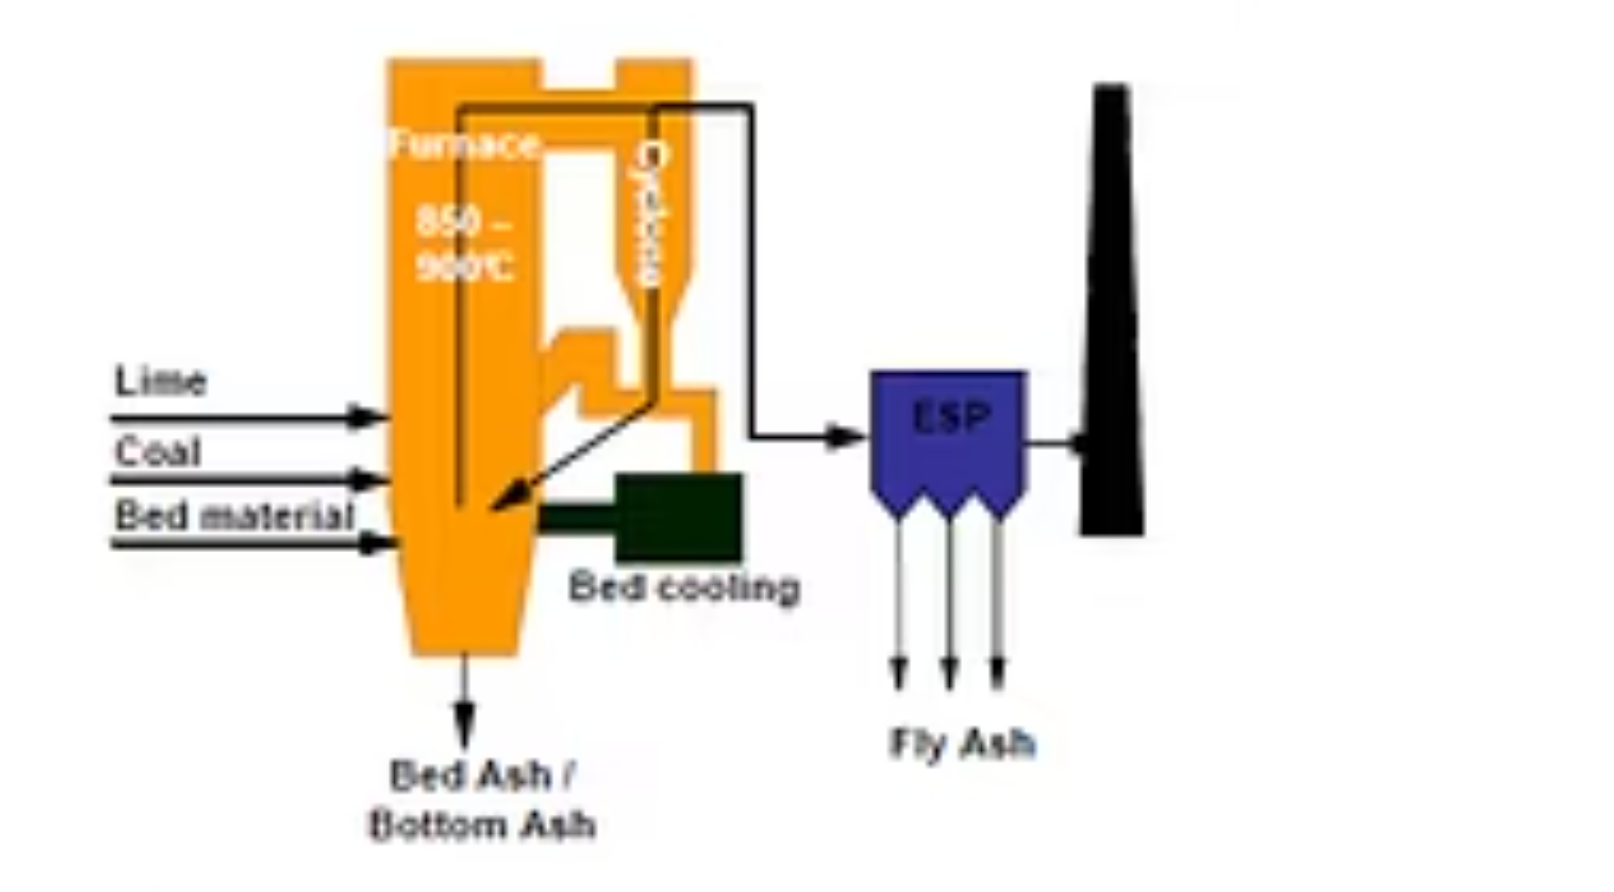 Furnace
850 –
900℃
Cyclone
Lime
Coal
Bed material
ESP
Bed cooling
Fly Ash
Bed Ash /
Bottom Ash